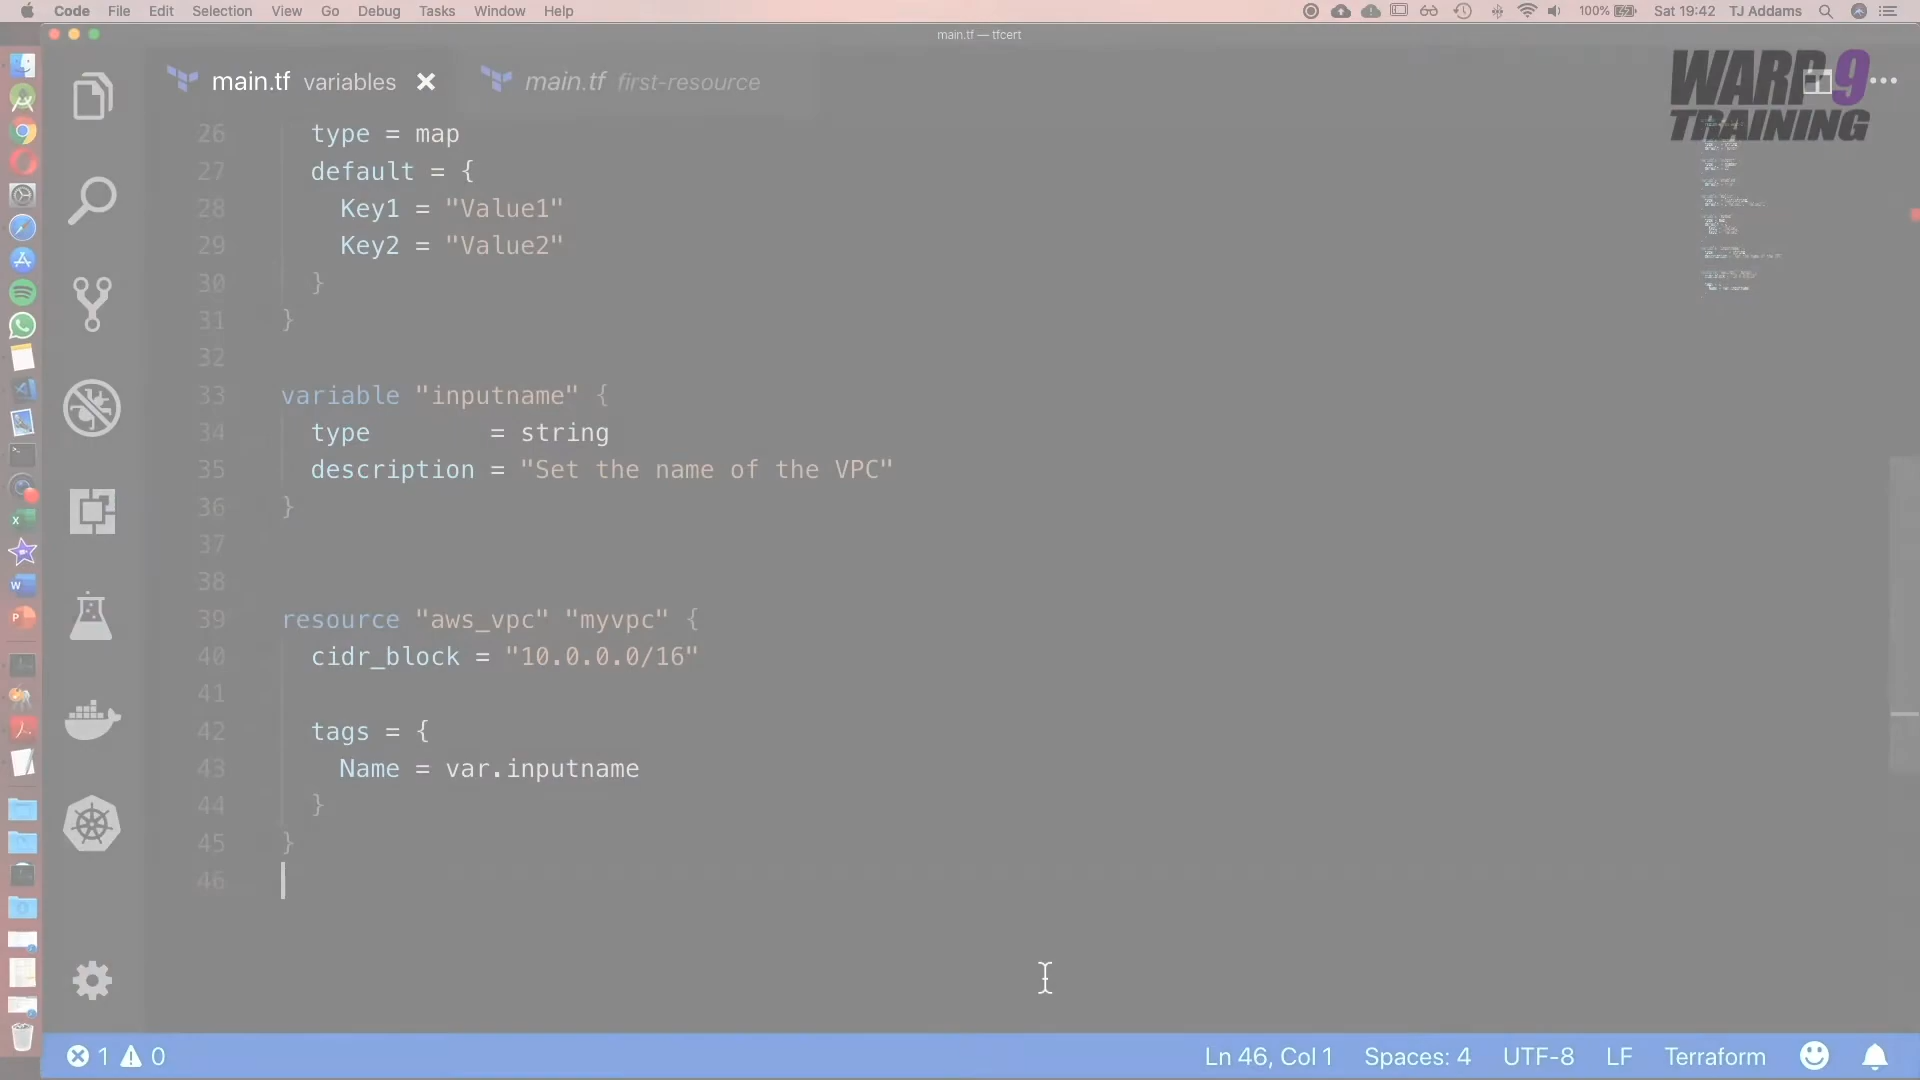 Code File Edit Selection View Go Debug Tasks Window Help
100% Sat 19:42 TJ Addams
main.tf — tfcert
main.tf variables
main.tf first-resource
WARP 9
TRAINING
26 type = map
27 default = {
28 Key1 = "Value1"
29 Key2 = "Value2"
30 }
31 }
32
33 variable "inputname" {
34 type = string
35 description = "Set the name of the VPC"
36 }
37
38
39 resource "aws_vpc" "myvpc" {
40 cidr_block = "10.0.0.0/16"
41
42 tags = {
43 Name = var.inputname
44 }
45 }
46
1 0
Ln 46, Col 1 Spaces: 4 UTF-8 LF Terraform